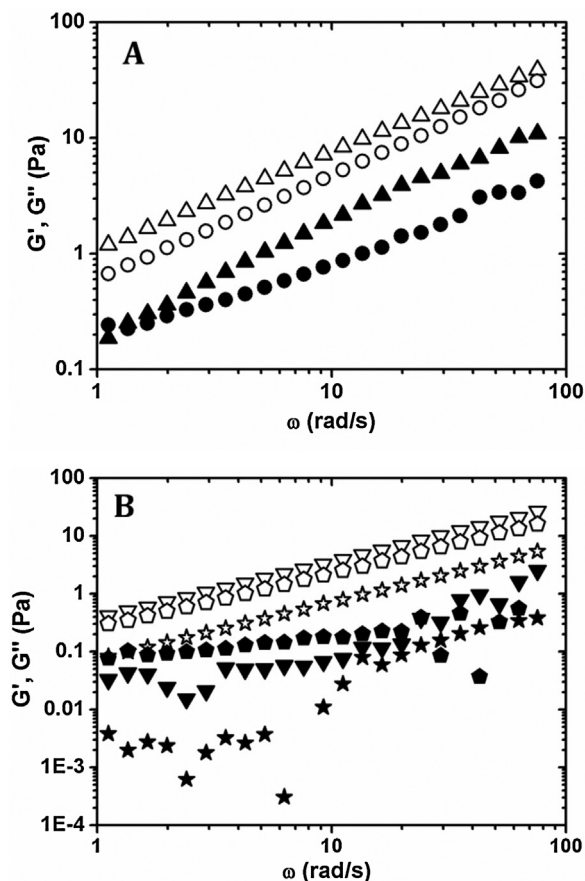 A
100
10
1
0.1
G', G" (Pa)
1 10 100
ω (rad/s)
B
100
10
1
0.1
0.01
1E-3
1E-4
G', G" (Pa)
1 10 100
ω (rad/s)